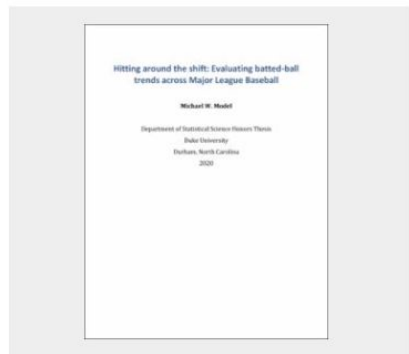 Hitting around the shift: Evaluating batted-ball
trends across Major League Baseball
Michael W. Model
Department of Statistical Science Honors Thesis
Duke University
Durham, North Carolina
2020